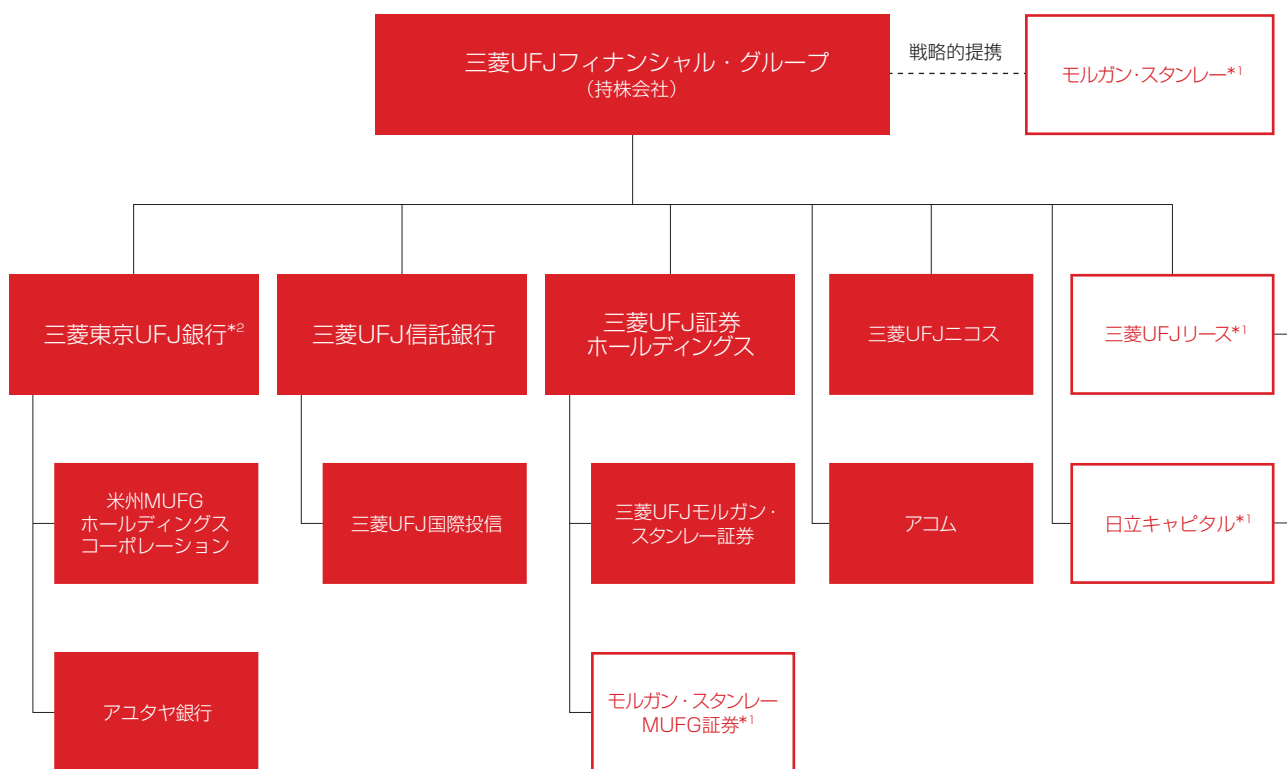 三菱UFJフィナンシャル・グループ
（持株会社）
戦略的提携
モルガン・スタンレー*1
三菱東京UFJ銀行*2
三菱UFJ信託銀行
三菱UFJ証券
ホールディングス
三菱UFJニコス
三菱UFJリース*1
米州MUFG
ホールディングス
コーポレーション
三菱UFJ国際投信
三菱UFJモルガン・
スタンレー証券
アコム
日立キャピタル*1
アユタヤ銀行
モルガン・スタンレー
MUFG証券*1